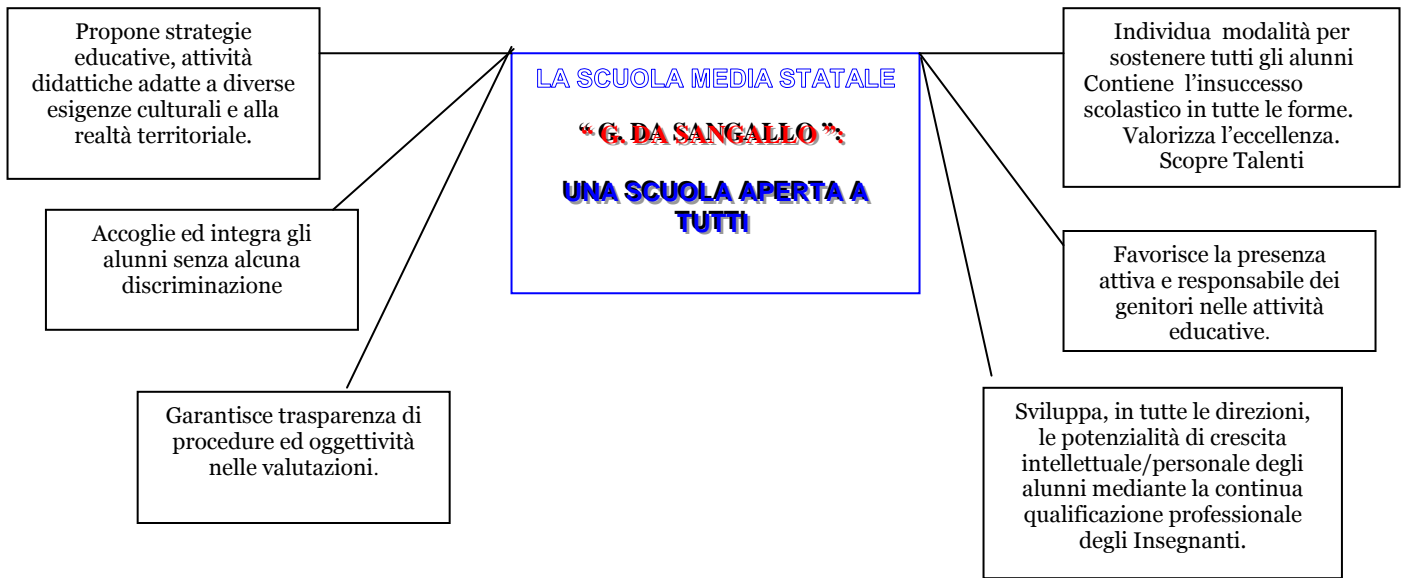 Propone strategie
educative, attività
didattiche adatte a diverse
esigenze culturali e alla
realtà territoriale.
Accoglie ed integra gli
alunni senza alcuna
discriminazione
Garantisce trasparenza di
procedure ed oggettività
nelle valutazioni.
LA SCUOLA MEDIA STATALE
“ G. DA SANGALLO ”:
UNA SCUOLA APERTA A
TUTTI
Individua modalità per
sostenere tutti gli alunni
Contiene l’insuccesso
scolastico in tutte le forme.
Valorizza l’eccellenza.
Scopre Talenti
Favorisce la presenza
attiva e responsabile dei
genitori nelle attività
educative.
Sviluppa, in tutte le direzioni,
le potenzialità di crescita
intellettuale/personale degli
alunni mediante la continua
qualificazione professionale
degli Insegnanti.